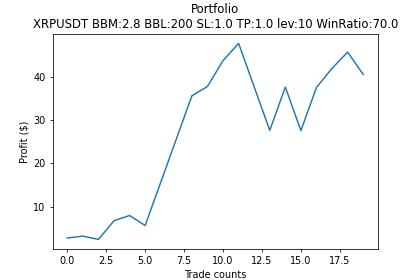 Portfolio
XRPUSDT BBM:2.8 BBL:200 SL:1.0 TP:1.0 lev:10 WinRatio:70.0
Profit ($)
40
30
20
10
0.0 2.5 5.0 7.5 10.0 12.5 15.0 17.5
Trade counts